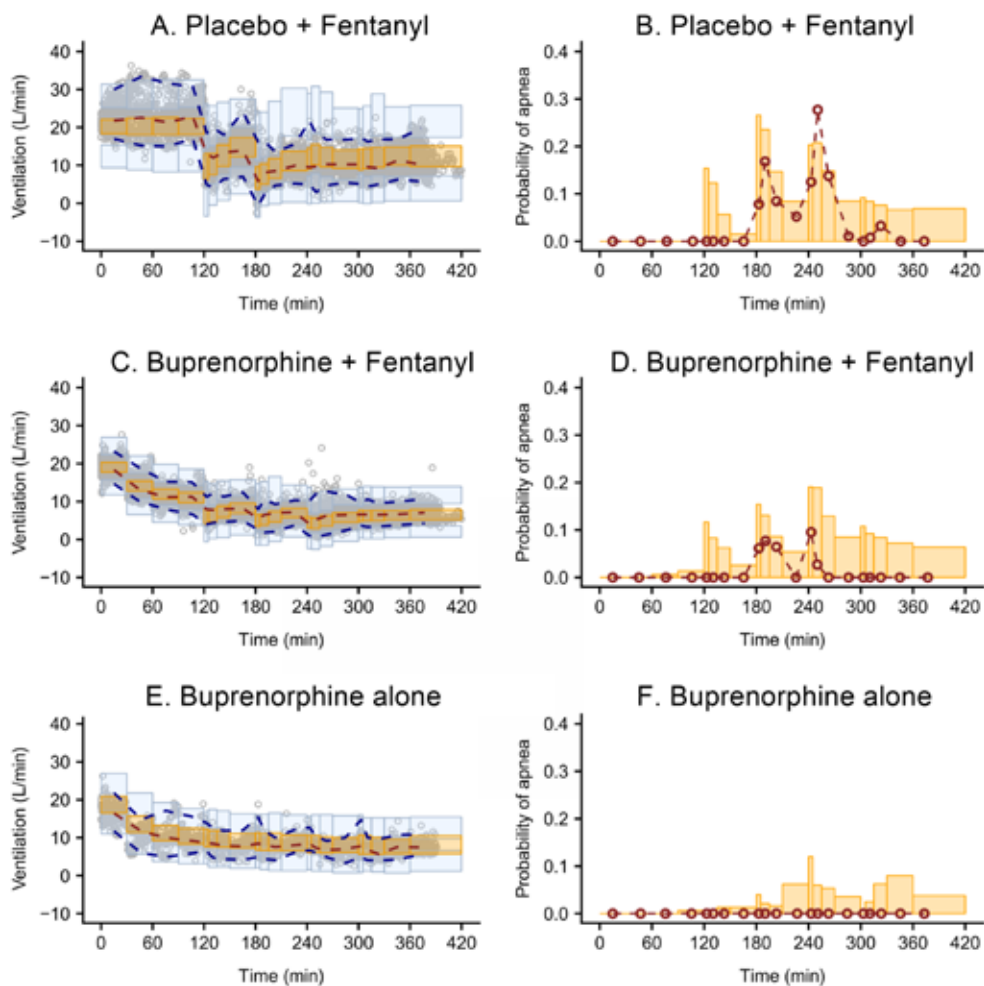 A. Placebo + Fentanyl
Ventilation (L/min)
40
30
20
10
0
−10
0 60 120 180 240 300 360 420
Time (min)
B. Placebo + Fentanyl
Probability of apnea
0.4
0.3
0.2
0.1
0.0
0 60 120 180 240 300 360 420
Time (min)
C. Buprenorphine + Fentanyl
Ventilation (L/min)
40
30
20
10
0
−10
0 60 120 180 240 300 360 420
Time (min)
D. Buprenorphine + Fentanyl
Probability of apnea
0.4
0.3
0.2
0.1
0.0
0 60 120 180 240 300 360 420
Time (min)
E. Buprenorphine alone
Ventilation (L/min)
40
30
20
10
0
−10
0 60 120 180 240 300 360 420
Time (min)
F. Buprenorphine alone
Probability of apnea
0.4
0.3
0.2
0.1
0.0
0 60 120 180 240 300 360 420
Time (min)